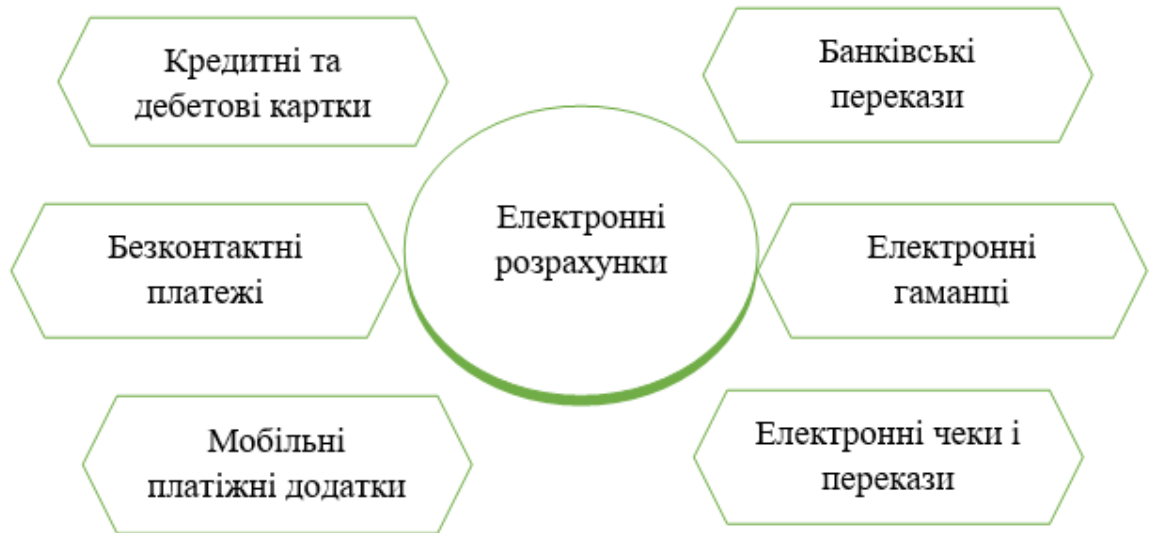 Кредитні та
дебетові картки
Банківські
перекази
Електронні
розрахунки
Безконтактні
платежі
Електронні
гаманці
Мобільні
платіжні додатки
Електронні чеки і
перекази